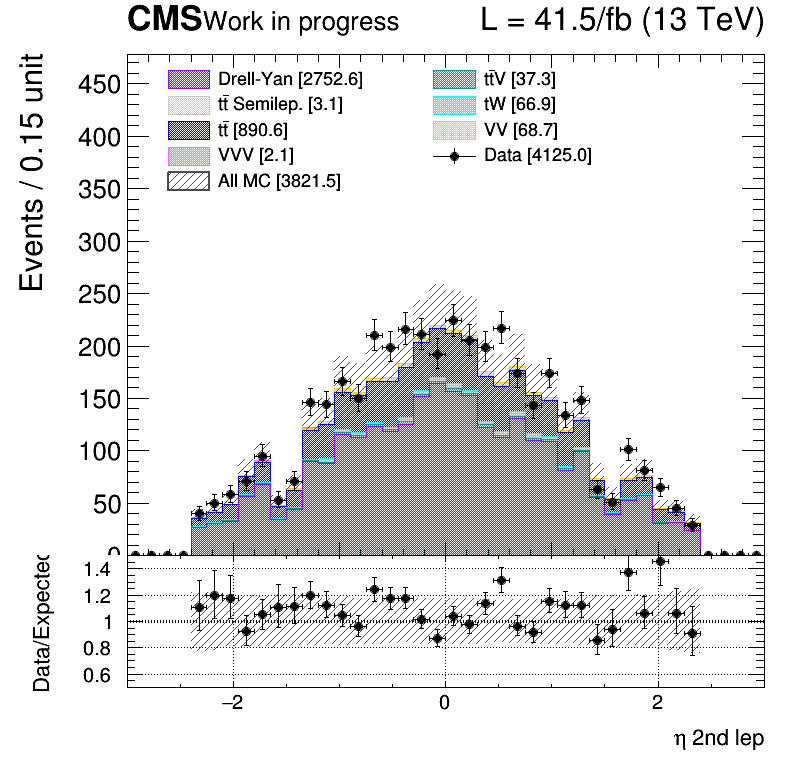 CMS Work in progress L = 41.5/fb (13 TeV)
Events / 0.15 unit
Drell-Yan [2752.6]
tt̄ Semilep. [3.1]
tt̄ [890.6]
VVV [2.1]
All MC [3821.5]
tt̄V [37.3]
tW [66.9]
VV [68.7]
Data [4125.0]
450
400
350
300
250
200
150
100
50
0
Data/Expected
1.4
1.2
1
0.8
0.6
−2 0 2
η 2nd lep